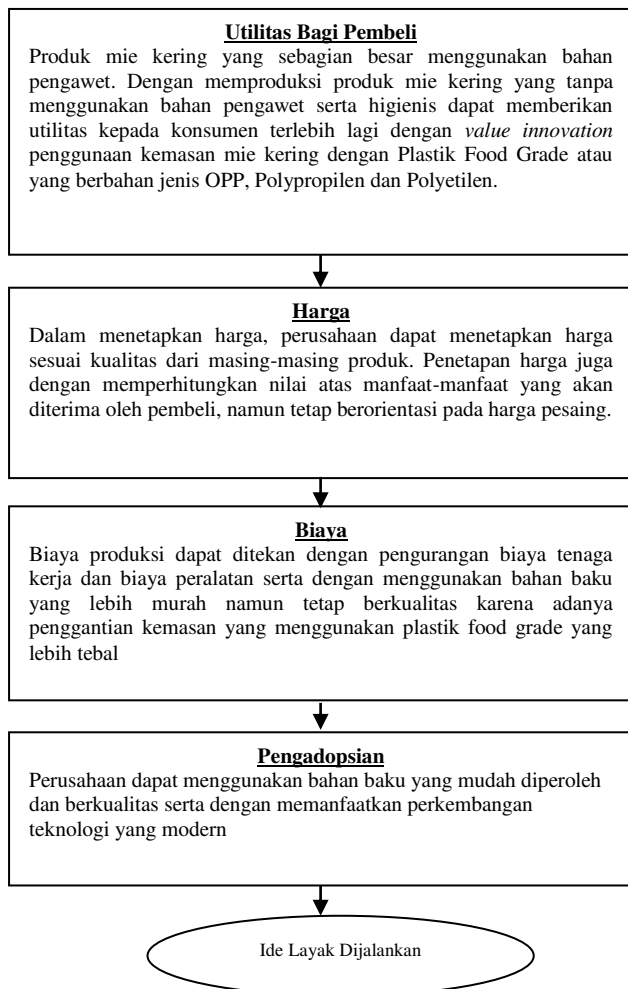 Utilitas Bagi Pembeli
Produk mie kering yang sebagian besar menggunakan bahan
pengawet. Dengan memproduksi produk mie kering yang tanpa
menggunakan bahan pengawet serta higienis dapat memberikan
utilitas kepada konsumen terlebih lagi dengan value innovation
penggunaan kemasan mie kering dengan Plastik Food Grade atau
yang berbahan jenis OPP, Polypropilen dan Polyetilen.
Harga
Dalam menetapkan harga, perusahaan dapat menetapkan harga
sesuai kualitas dari masing-masing produk. Penetapan harga juga
dengan memperhitungkan nilai atas manfaat-manfaat yang akan
diterima oleh pembeli, namun tetap berorientasi pada harga pesaing.
Biaya
Biaya produksi dapat ditekan dengan pengurangan biaya tenaga
kerja dan biaya peralatan serta dengan menggunakan bahan baku
yang lebih murah namun tetap berkualitas karena adanya
penggantian kemasan yang menggunakan plastik food grade yang
lebih tebal
Pengadopsian
Perusahaan dapat menggunakan bahan baku yang mudah diperoleh
dan berkualitas serta dengan memanfaatkan perkembangan
teknologi yang modern
Ide Layak Dijalankan